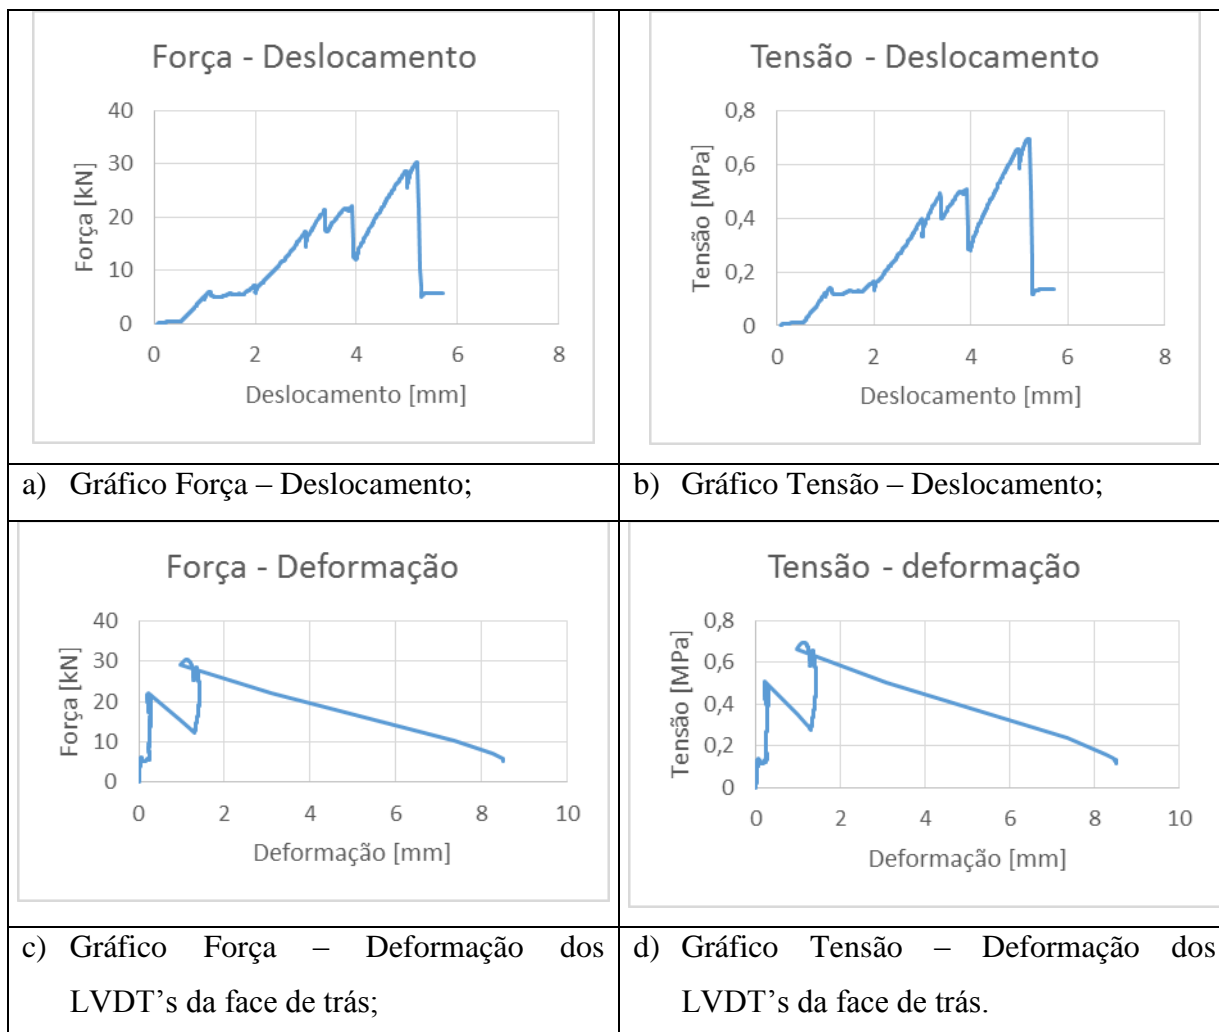 Força - Deslocamento
40
30
20
10
0
0 2 4 6 8
Força [kN]
Deslocamento [mm]
Tensão - Deslocamento
0,8
0,6
0,4
0,2
0
0 2 4 6 8
Tensão [MPa]
Deslocamento [mm]
a) Gráfico Força – Deslocamento;
b) Gráfico Tensão – Deslocamento;
Força - Deformação
40
30
20
10
0
0 2 4 6 8 10
Força [kN]
Deformação [mm]
Tensão - deformação
0,8
0,6
0,4
0,2
0
0 2 4 6 8 10
Tensão [MPa]
Deformação [mm]
c) Gráfico Força – Deformação dos
LVDT’s da face de trás;
d) Gráfico Tensão – Deformação dos
LVDT’s da face de trás.